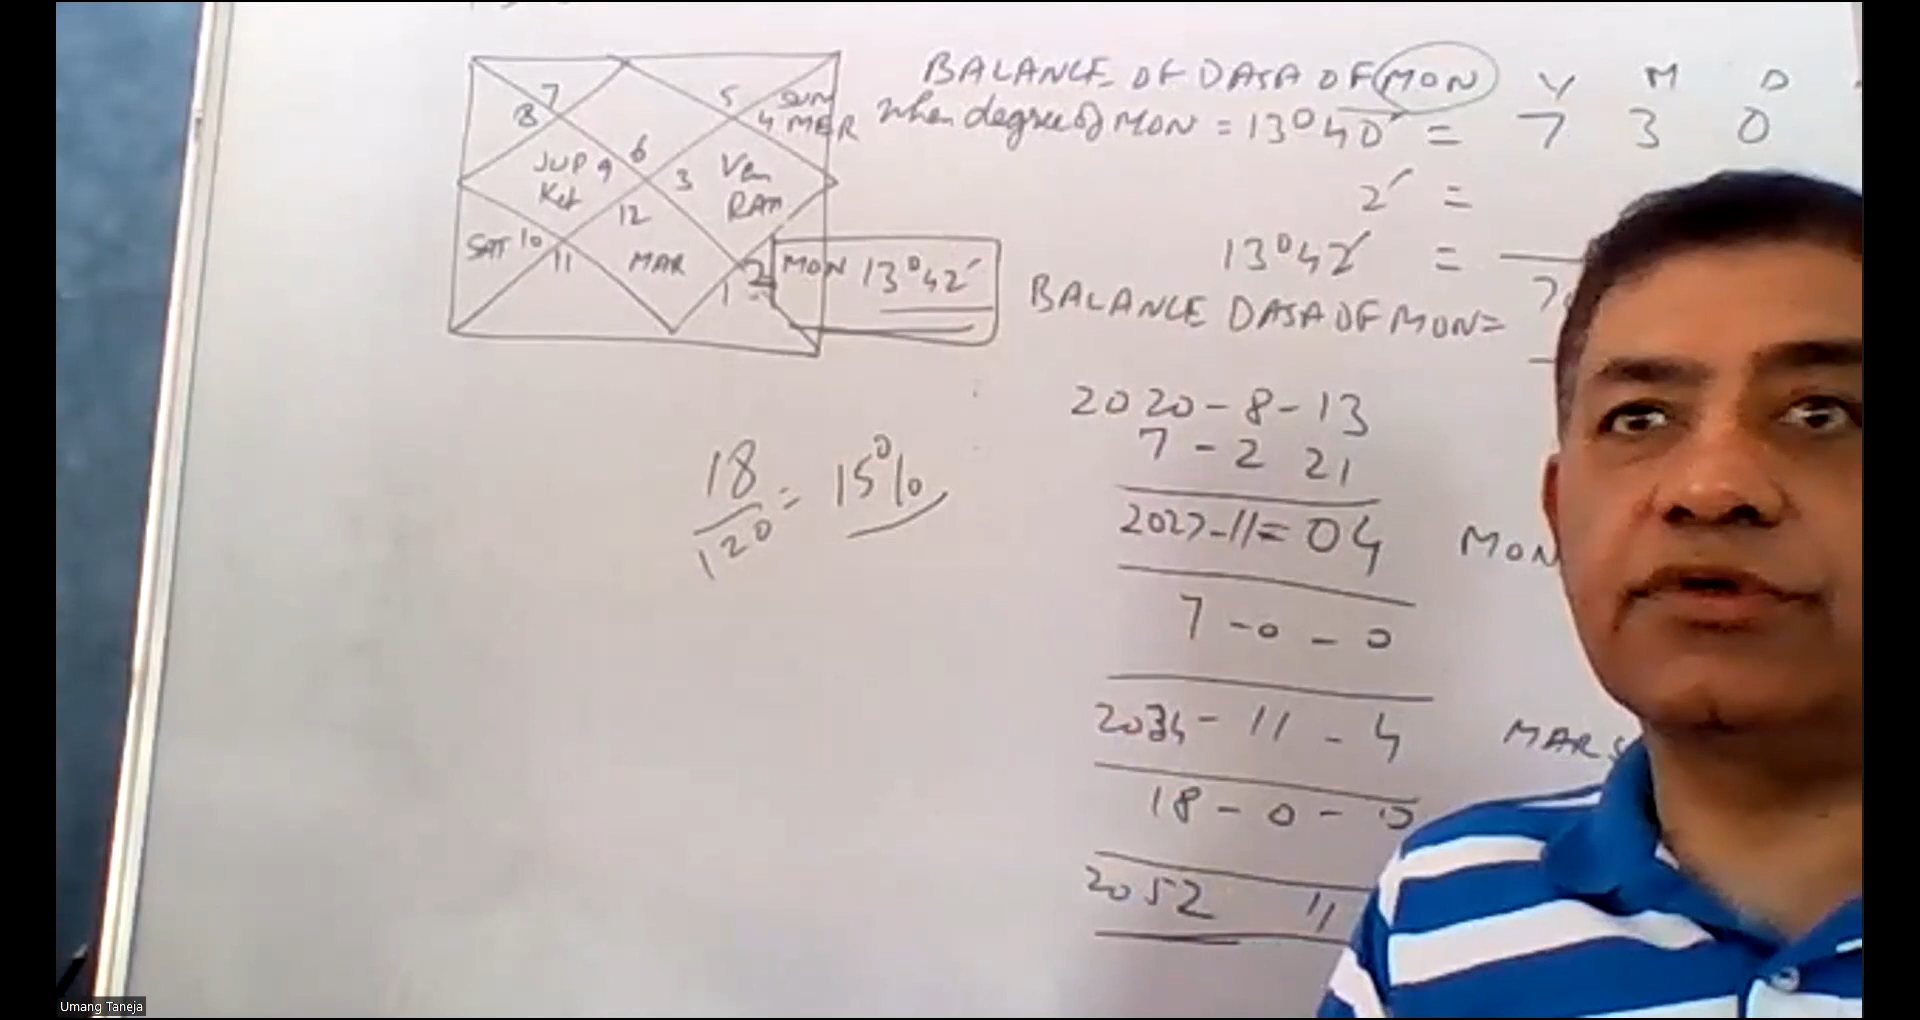 BALANCE OF DASA OF MON Y M D
when degree of MON = 13° 40' = 7 3 0
2' =
13° 42' =
BALANCE DASA OF MON =
7
8
5
4
SUN
MER
JUP 9
Ket
6
3
Ven
RAH
12
SAT 10
11
MAR
2
1
MON 13° 42'
18
120
= 15%
2020 - 8 - 13
7 - 2 21
2027 - 11 = 04 MON
7 - 0 - 0
2034 - 11 - 4 MARS
18 - 0 - 0
2052 11
Umang Taneja